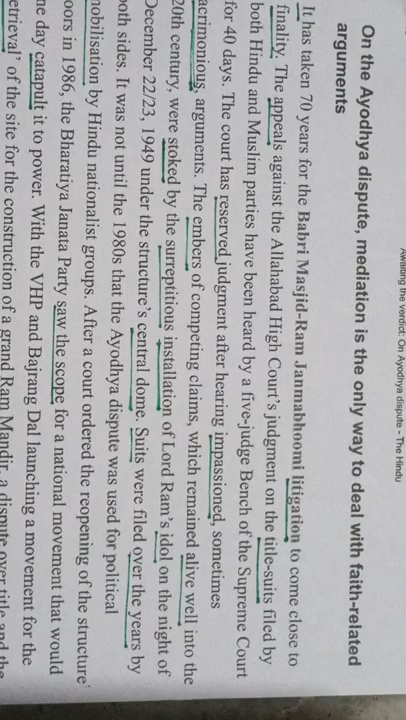 Awaiting the verdict: On Ayodhya dispute - The Hindu
On the Ayodhya dispute, mediation is the only way to deal with faith-related
arguments
It has taken 70 years for the Babri Masjid-Ram Janmabhoomi litigation to come close to
finality. The appeals against the Allahabad High Court's judgment on the title-suits filed by
both Hindu and Muslim parties have been heard by a five-judge Bench of the Supreme Court
for 40 days. The court has reserved judgment after hearing impassioned, sometimes
acrimonious, arguments. The embers of competing claims, which remained alive well into the
20th century, were stoked by the surreptitious installation of Lord Ram's idol on the night of
December 22/23, 1949 under the structure's central dome. Suits were filed over the years by
both sides. It was not until the 1980s that the Ayodhya dispute was used for political
mobilisation by Hindu nationalist groups. After a court ordered the reopening of the structure'
oors in 1986, the Bharatiya Janata Party saw the scope for a national movement that would
ne day catapult it to power. With the VHP and Bajrang Dal launching a movement for the
etrieval' of the site for the construction of a grand Ram Mandir, a dispute over title and the